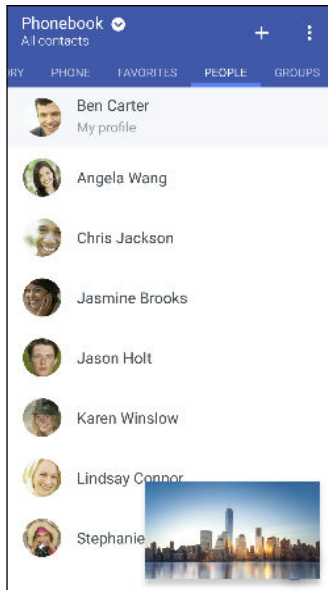 Phonebook
All contacts
RY PHONE FAVORITES PEOPLE GROUPS
Ben Carter
My profile
Angela Wang
Chris Jackson
Jasmine Brooks
Jason Holt
Karen Winslow
Lindsay Connor
Stephanie